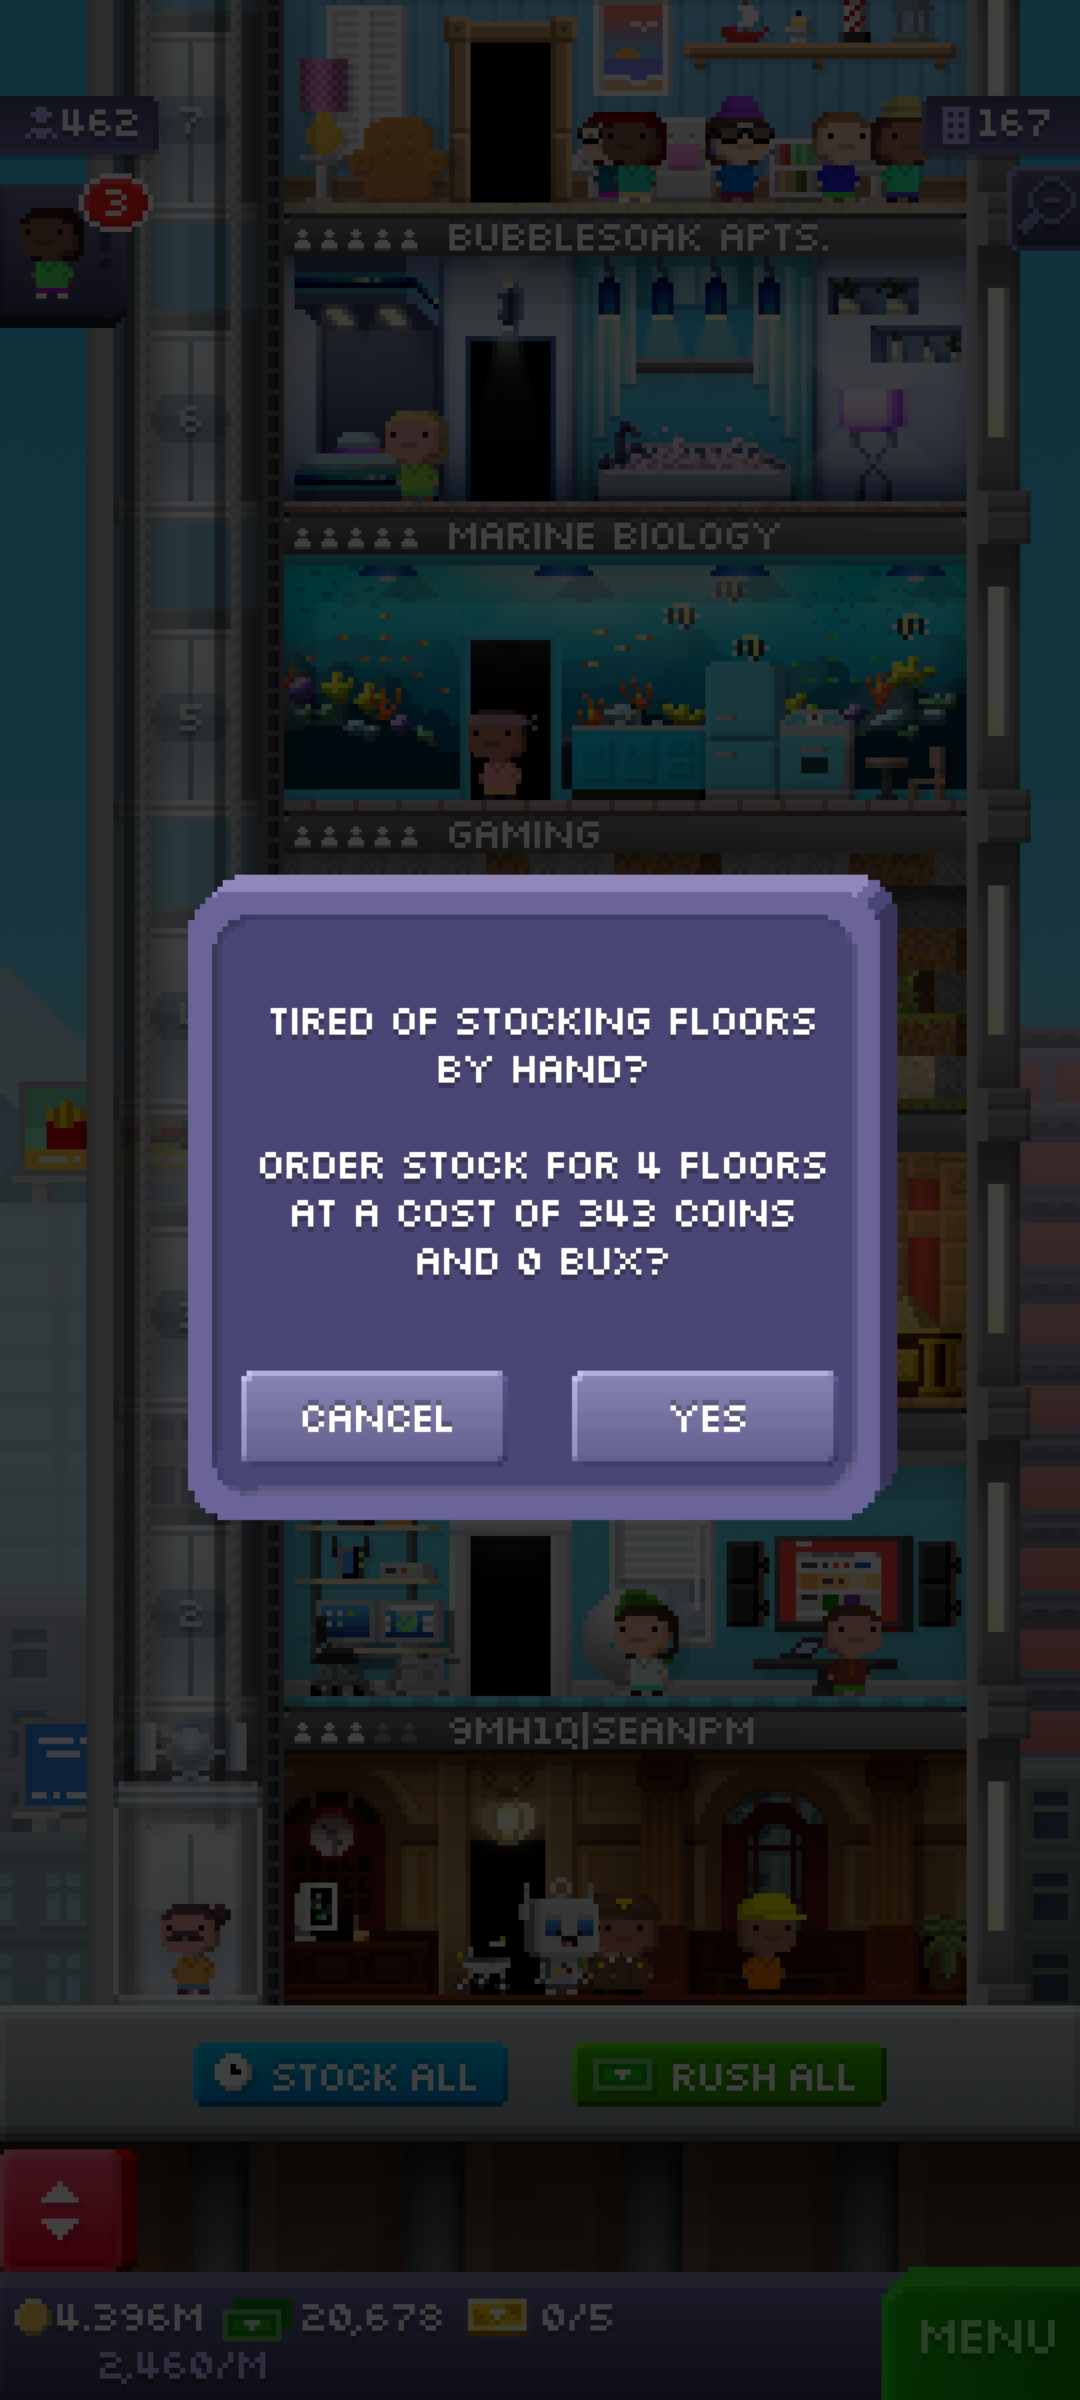 462
7
167
3
BUBBLESOAK APTS.
6
MARINE BIOLOGY
5
GAMING
TIRED OF STOCKING FLOORS
BY HAND?
ORDER STOCK FOR 4 FLOORS
AT A COST OF 343 COINS
AND 0 BUX?
CANCEL
YES
2
9MH1Q|SEANPM
STOCK ALL
RUSH ALL
4.396M
20,678
0/5
2,460/M
MENU